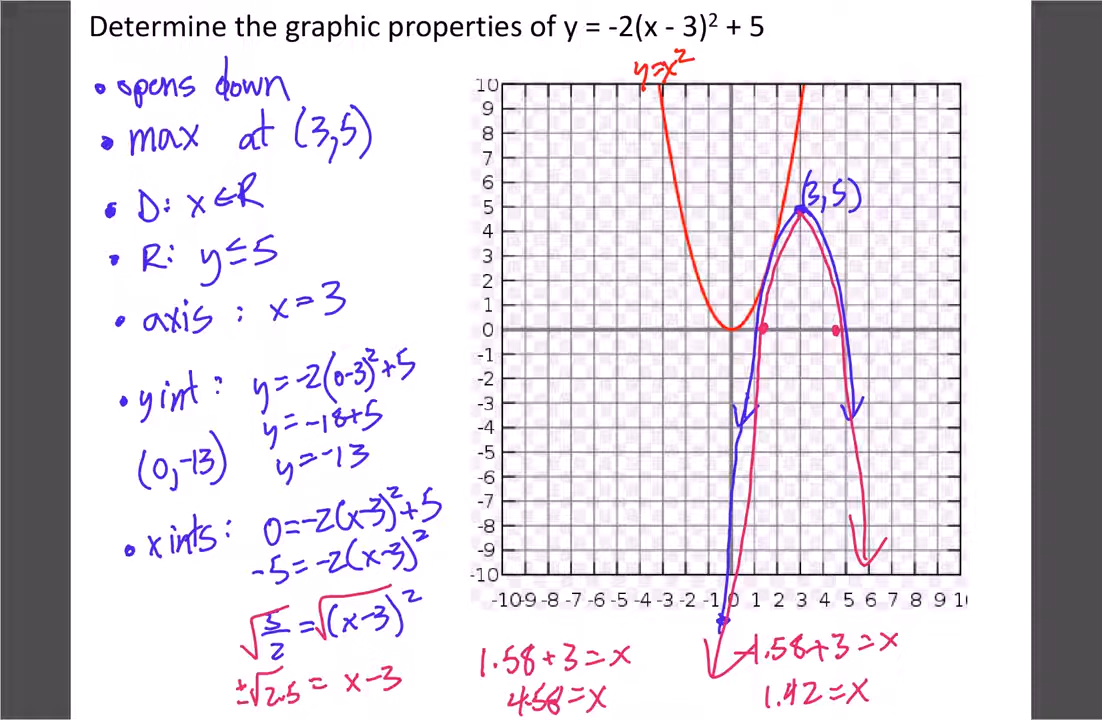 Determine the graphic properties of y = -2(x - 3)² + 5
• opens down
• max at (3,5)
• D: x∈R
• R: y≤5
• axis : x=3
• y int : y=-2(0-3)²+5
y=-18+5
(0,-13) y=-13
• x ints: 0=-2(x-3)²+5
-5=-2(x-3)²
√5/2=√(x-3)²
±√2.5= x-3
1.58+3=x
4.58=x
-1.58+3=x
1.42=x
y=x²
(3,5)
10
9
8
7
6
5
4
3
2
1
0
-1
-2
-3
-4
-5
-6
-7
-8
-9
-10
-10-9-8-7-6-5-4-3-2-1 0 1 2 3 4 5 6 7 8 9 1